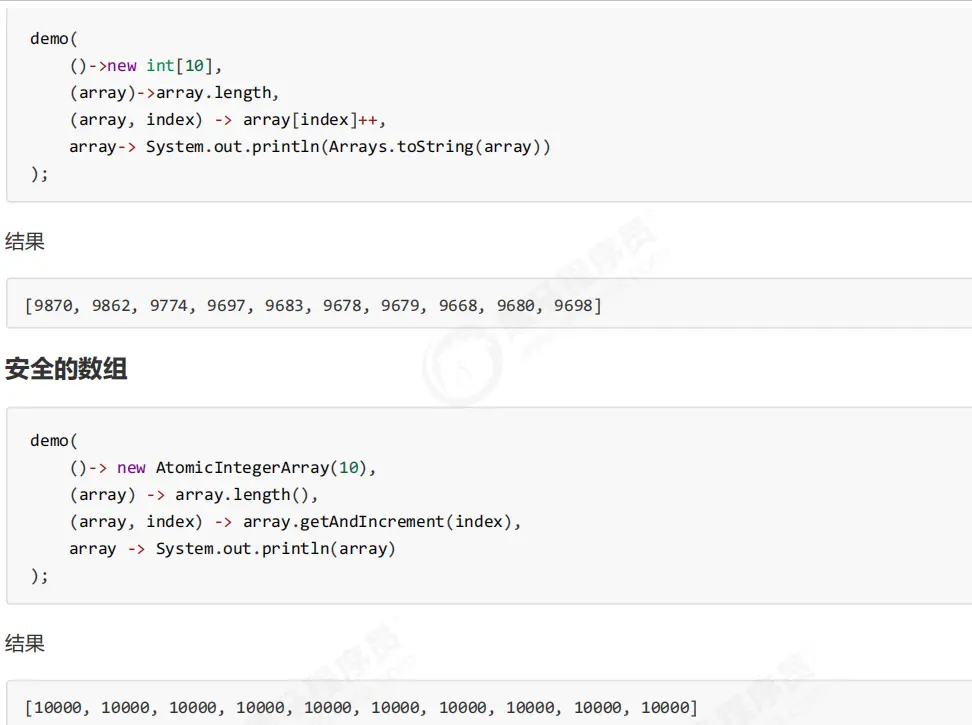 demo(
()->new int[10],
(array)->array.length,
(array, index) -> array[index]++,
array-> System.out.println(Arrays.toString(array))
);
结果
[9870, 9862, 9774, 9697, 9683, 9678, 9679, 9668, 9680, 9698]
安全的数组
demo(
()-> new AtomicIntegerArray(10),
(array) -> array.length(),
(array, index) -> array.getAndIncrement(index),
array -> System.out.println(array)
);
结果
[10000, 10000, 10000, 10000, 10000, 10000, 10000, 10000, 10000, 10000]